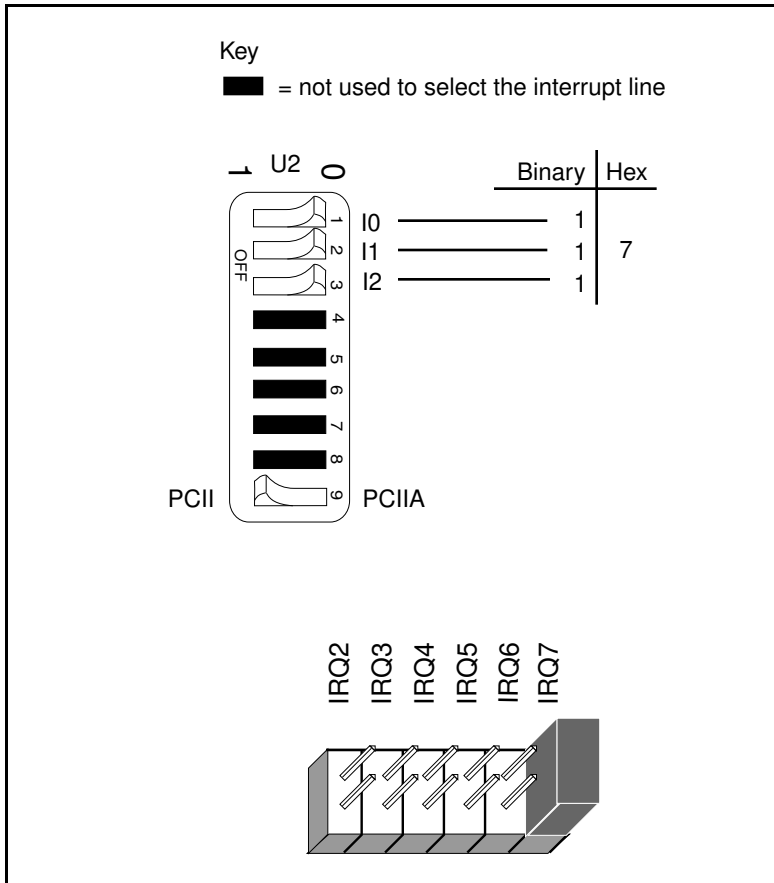 Key
= not used to select the interrupt line
1 U2 0
Binary Hex
1 I0 1
2 I1 1 7
OFF
3 I2 1
4
5
6
7
8
PCII 9 PCIIA
IRQ2 IRQ3 IRQ4 IRQ5 IRQ6 IRQ7